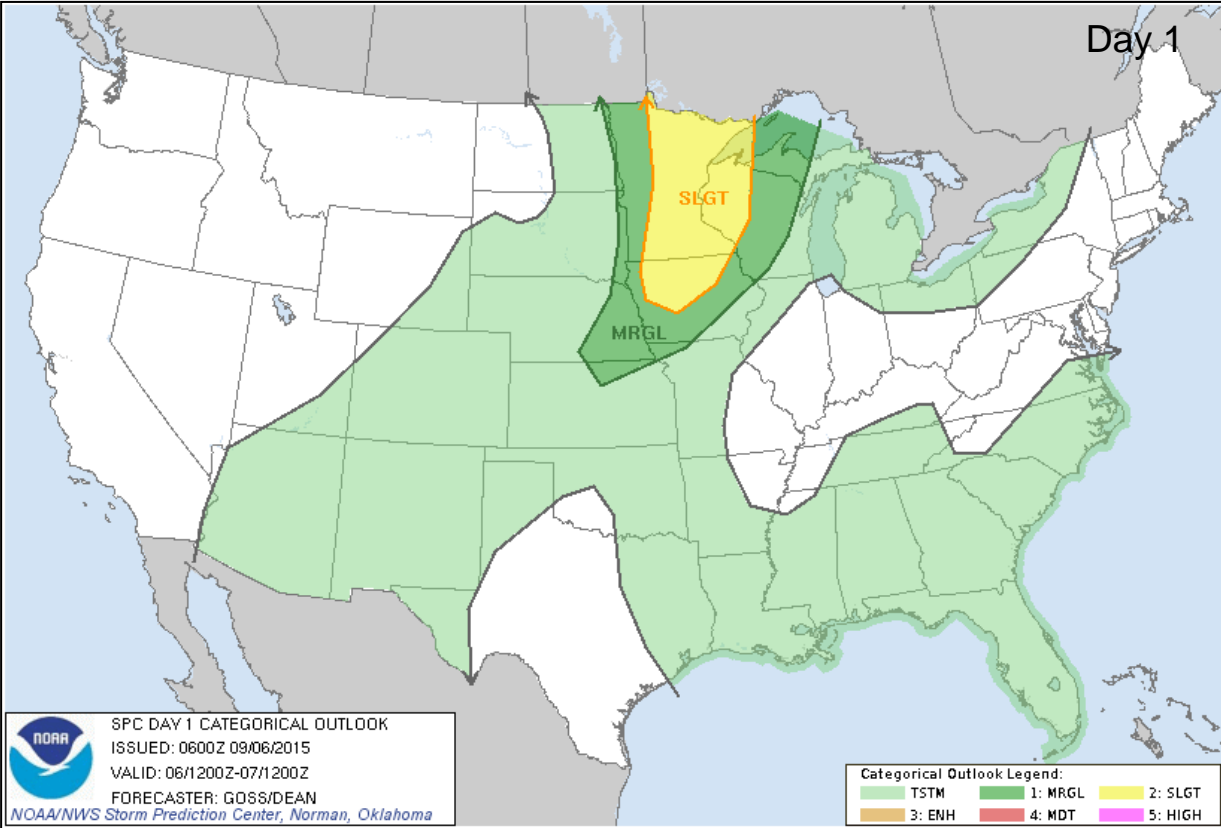 Day 1
SLGT
MRGL
NOAA
SPC DAY 1 CATEGORICAL OUTLOOK
ISSUED: 0600Z 09/06/2015
VALID: 06/1200Z-07/1200Z
FORECASTER: GOSS/DEAN
NOAA/NWS Storm Prediction Center, Norman, Oklahoma
Categorical Outlook Legend:
TSTM 1: MRGL 2: SLGT
3: ENH 4: MDT 5: HIGH